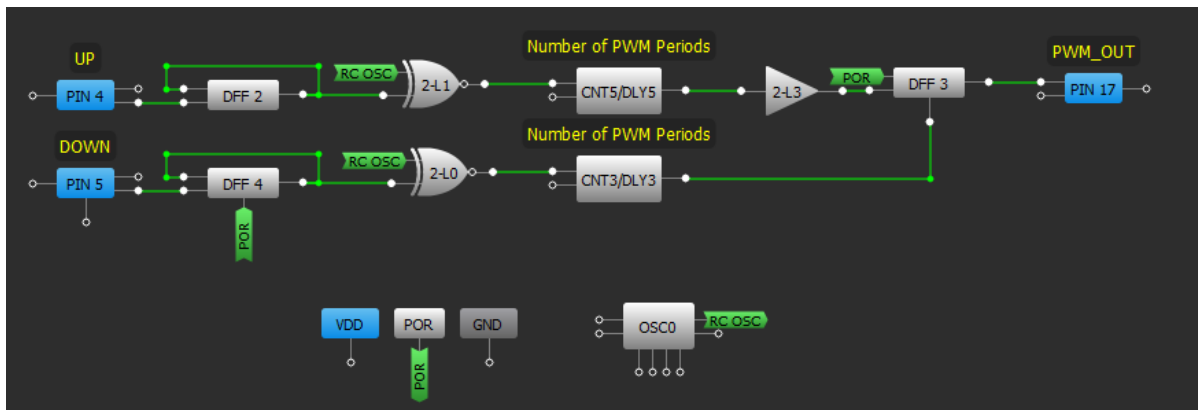 UP
PIN 4
DFF 2
RC OSC
2-L1
Number of PWM Periods
CNT5/DLY5
2-L3
POR
DFF 3
PWM_OUT
PIN 17
DOWN
PIN 5
DFF 4
POR
RC OSC
2-L0
Number of PWM Periods
CNT3/DLY3
VDD
POR
POR
GND
OSC0
RC OSC